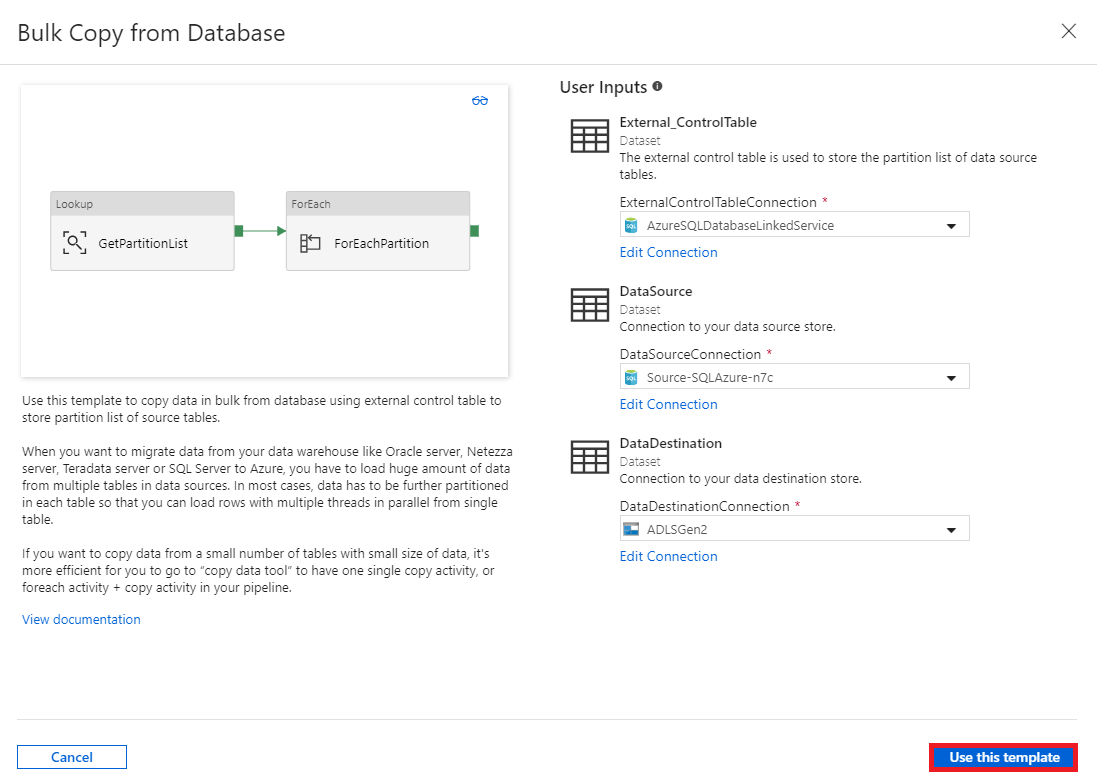 Bulk Copy from Database
Lookup
GetPartitionList
ForEach
ForEachPartition
Use this template to copy data in bulk from database using external control table to
store partition list of source tables.
When you want to migrate data from your data warehouse like Oracle server, Netezza
server, Teradata server or SQL Server to Azure, you have to load huge amount of data
from multiple tables in data sources. In most cases, data has to be further partitioned
in each table so that you can load rows with multiple threads in parallel from single
table.
If you want to copy data from a small number of tables with small size of data, it's
more efficient for you to go to “copy data tool” to have one single copy activity, or
foreach activity + copy activity in your pipeline.
View documentation
User Inputs
External_ControlTable
Dataset
The external control table is used to store the partition list of data source
tables.
ExternalControlTableConnection *
SQL AzureSQLDatabaseLinkedService
Edit Connection
DataSource
Dataset
Connection to your data source store.
DataSourceConnection *
SQL Source-SQLAzure-n7c
Edit Connection
DataDestination
Dataset
Connection to your data destination store.
DataDestinationConnection *
ADLSGen2
Edit Connection
Cancel
Use this template